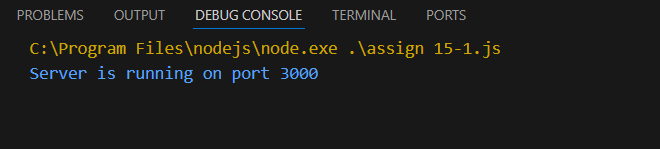 PROBLEMS OUTPUT DEBUG CONSOLE TERMINAL PORTS
C:\Program Files\nodejs\node.exe .\assign 15-1.js
Server is running on port 3000